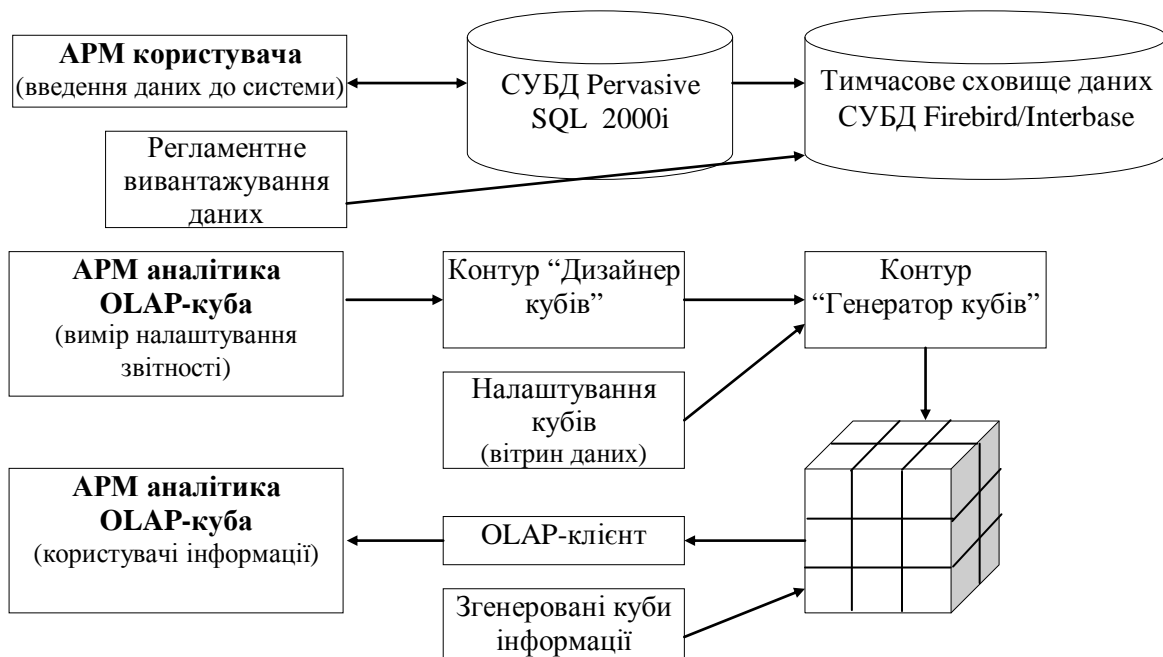 АРМ користувача
(введення даних до системи)
СУБД Pervasive
SQL 2000i
Тимчасове сховище даних
СУБД Firebird/Interbase
Регламентне
вивантажування
даних
АРМ аналітика
OLAP-куба
(вимір налаштування
звітності)
Контур “Дизайнер
кубів”
Контур
“Генератор кубів”
Налаштування
кубів
(вітрин даних)
АРМ аналітика
OLAP-куба
(користувачі інформації)
OLAP-клієнт
Згенеровані куби
інформації